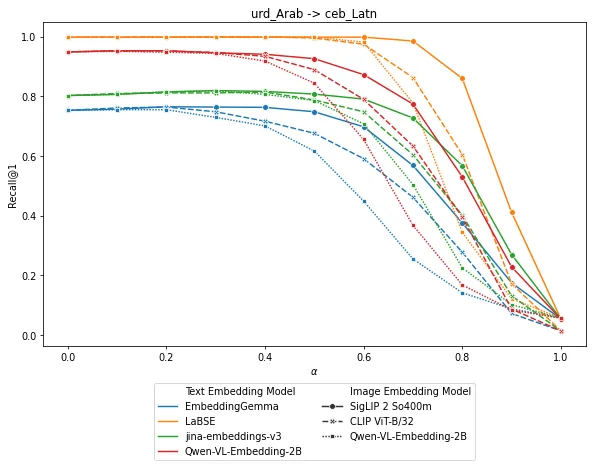 urd_Arab -> ceb_Latn
Recall@1
1.0
0.8
0.6
0.4
0.2
0.0
0.0 0.2 0.4 0.6 0.8 1.0
α
Text Embedding Model
EmbeddingGemma
LaBSE
jina-embeddings-v3
Qwen-VL-Embedding-2B
Image Embedding Model
SigLIP 2 So400m
CLIP ViT-B/32
Qwen-VL-Embedding-2B